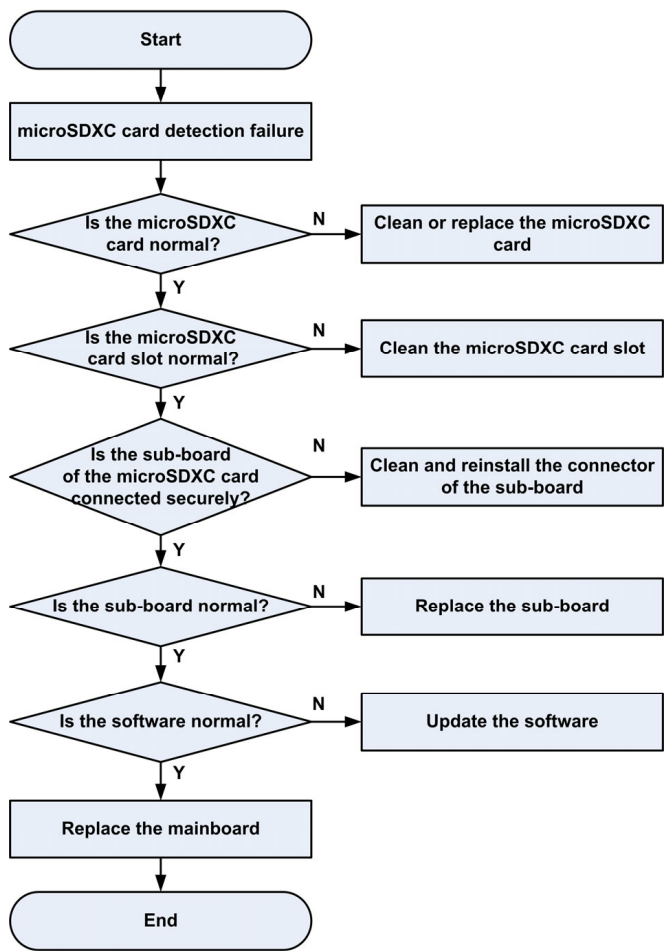 Start
microSDXC card detection failure
Is the microSDXC
card normal?
N
Clean or replace the microSDXC
card
Y
Is the microSDXC
card slot normal?
N
Clean the microSDXC card slot
Y
Is the sub-board
of the microSDXC card
connected securely?
N
Clean and reinstall the connector
of the sub-board
Y
Is the sub-board normal?
N
Replace the sub-board
Y
Is the software normal?
N
Update the software
Y
Replace the mainboard
End